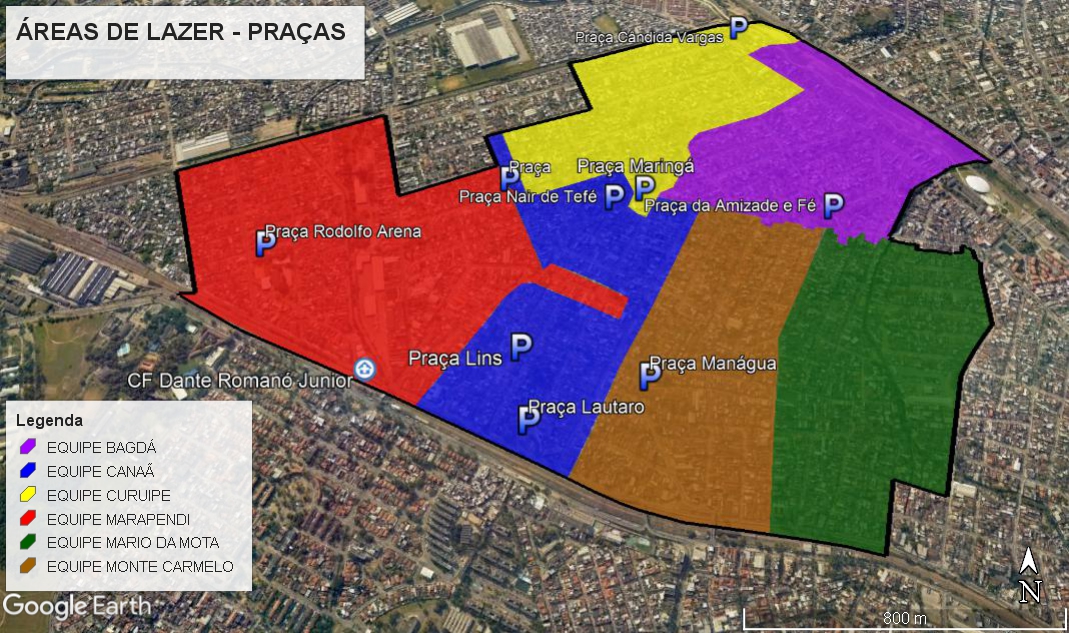 ÁREAS DE LAZER - PRAÇAS
Praça Cândida Vargas
P
Praça
P
Praça Maringá
P
Praça Nair de Tefé
P
Praça da Amizade e Fé
P
P
Praça Rodolfo Arena
Praça Lins
P
P
Praça Manágua
CF Dante Romanó Junior
P
Praça Lautaro
Legenda
EQUIPE BAGDÁ
EQUIPE CANAÃ
EQUIPE CURUIPE
EQUIPE MARAPENDI
EQUIPE MARIO DA MOTA
EQUIPE MONTE CARMELO
Google Earth
N
800 m